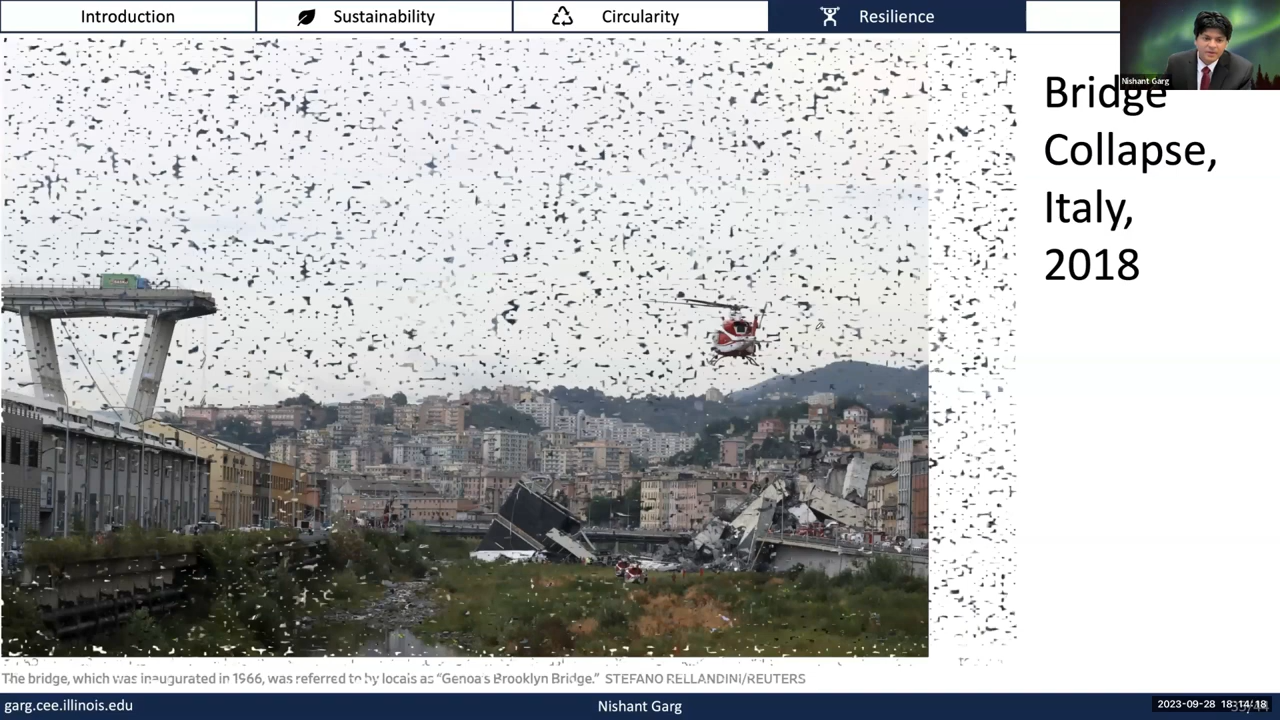 Introduction
Sustainability
Circularity
Resilience
Nishant Garg
Bridge
Collapse,
Italy,
2018
The bridge, which was inaugurated in 1966, was referred to by locals as “Genoa's Brooklyn Bridge.” STEFANO RELLANDINI/REUTERS
garg.cee.illinois.edu
Nishant Garg
2023-09-28 18:14:18